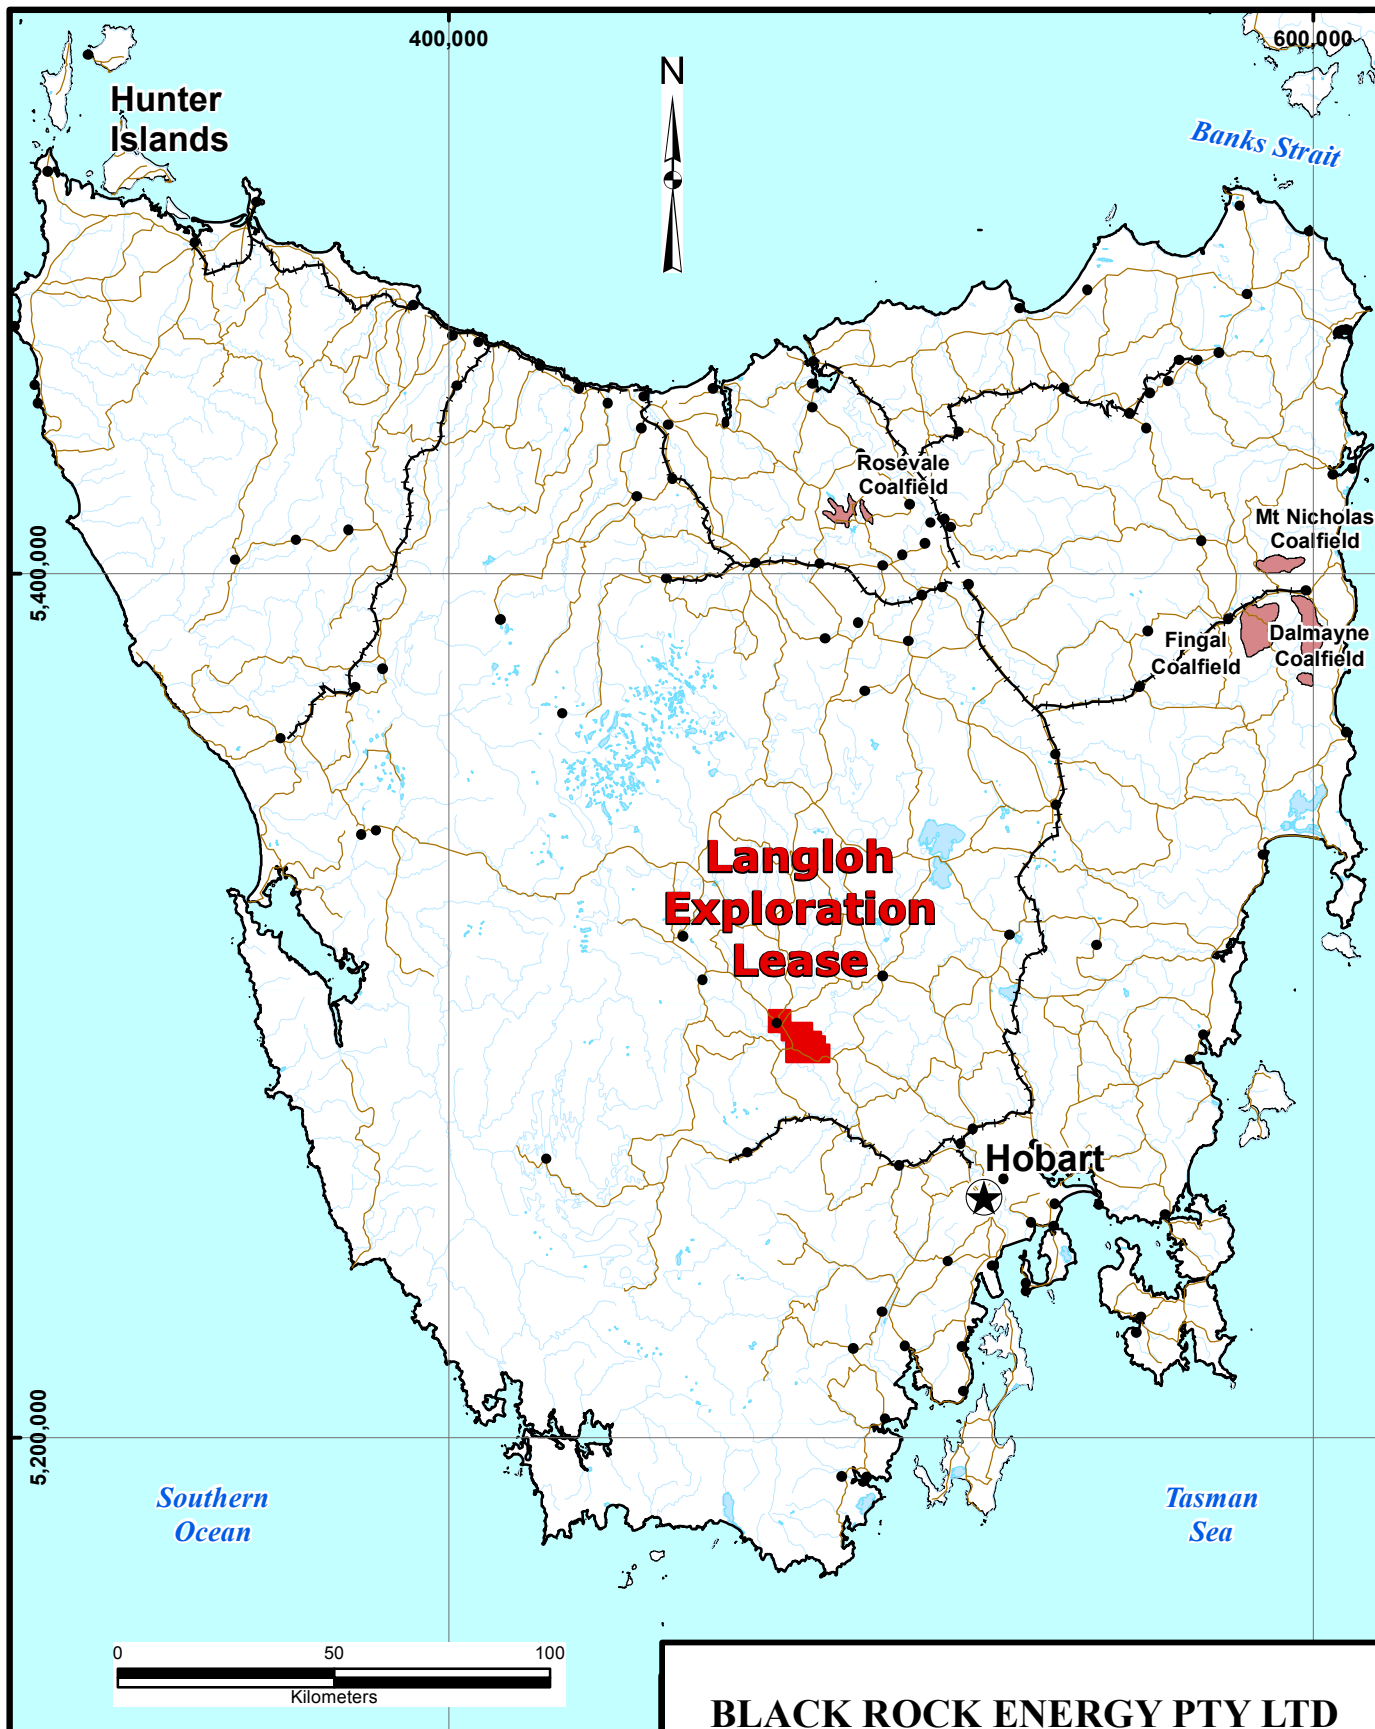 400,000
600,000
N
Hunter
Islands
Banks Strait
Rosevale
Coalfield
Mt Nicholas
Coalfield
5,400,000
Fingal
Coalfield
Dalmayne
Coalfield
Langloh
Exploration
Lease
Hobart
5,200,000
Southern
Ocean
Tasman
Sea
0 50 100
Kilometers
BLACK ROCK ENERGY PTY LTD